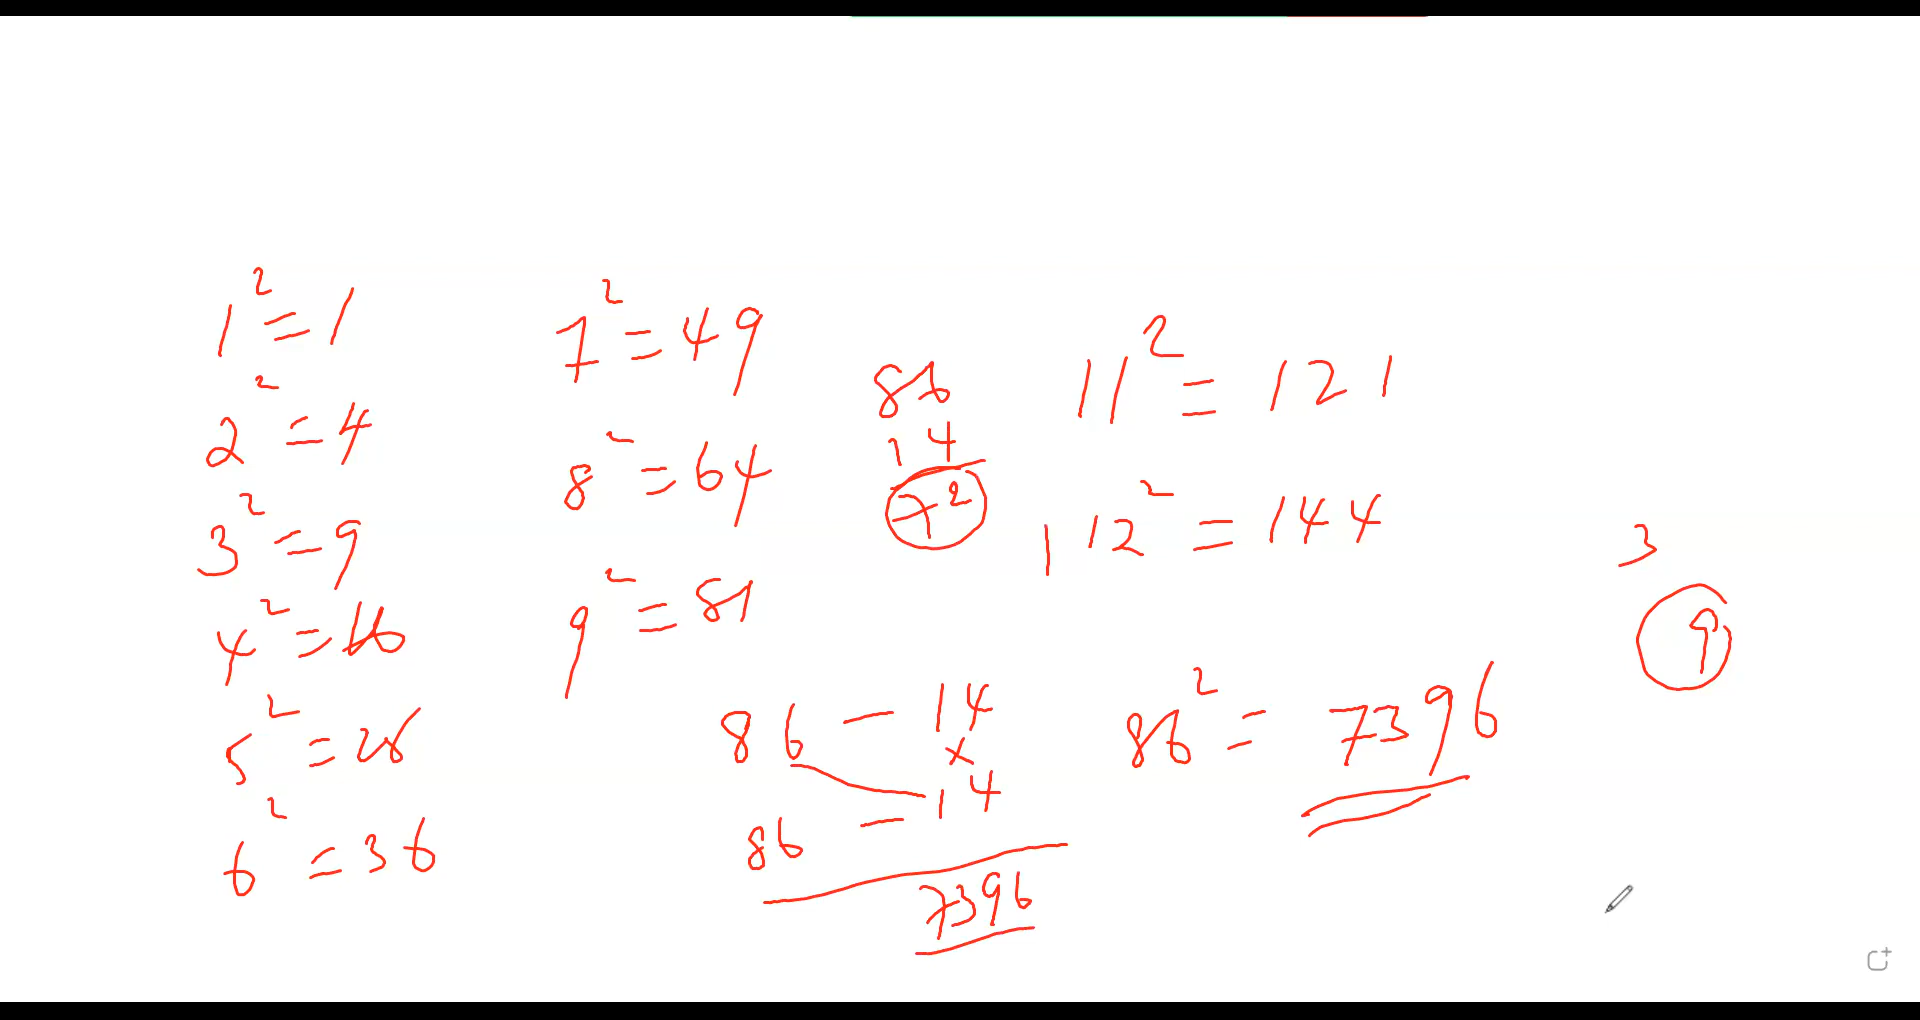 1² = 1
2² = 4
3² = 9
4² = 16
5² = 25
6² = 36
7² = 49
8² = 64
9² = 81
86
14
72
11² = 121
1 12² = 144
86 - 14
×
86 - 14
7396
86² = 7396
3
9